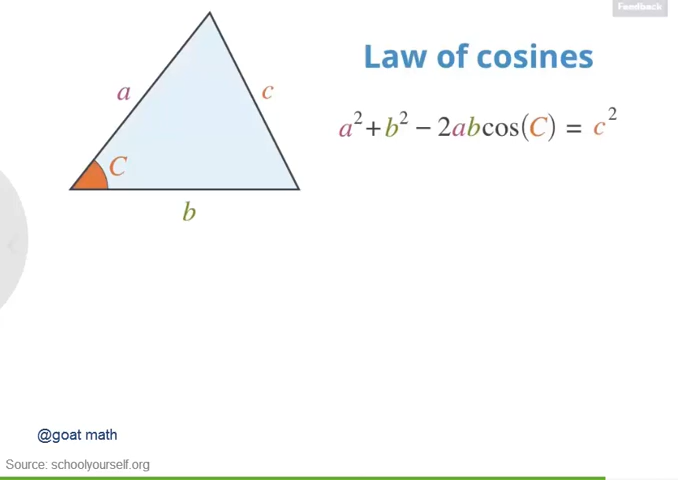 Feedback
Law of cosines
a
c
a² + b² − 2ab cos(C) = c²
C
b
@goat math
Source: schoolyourself.org